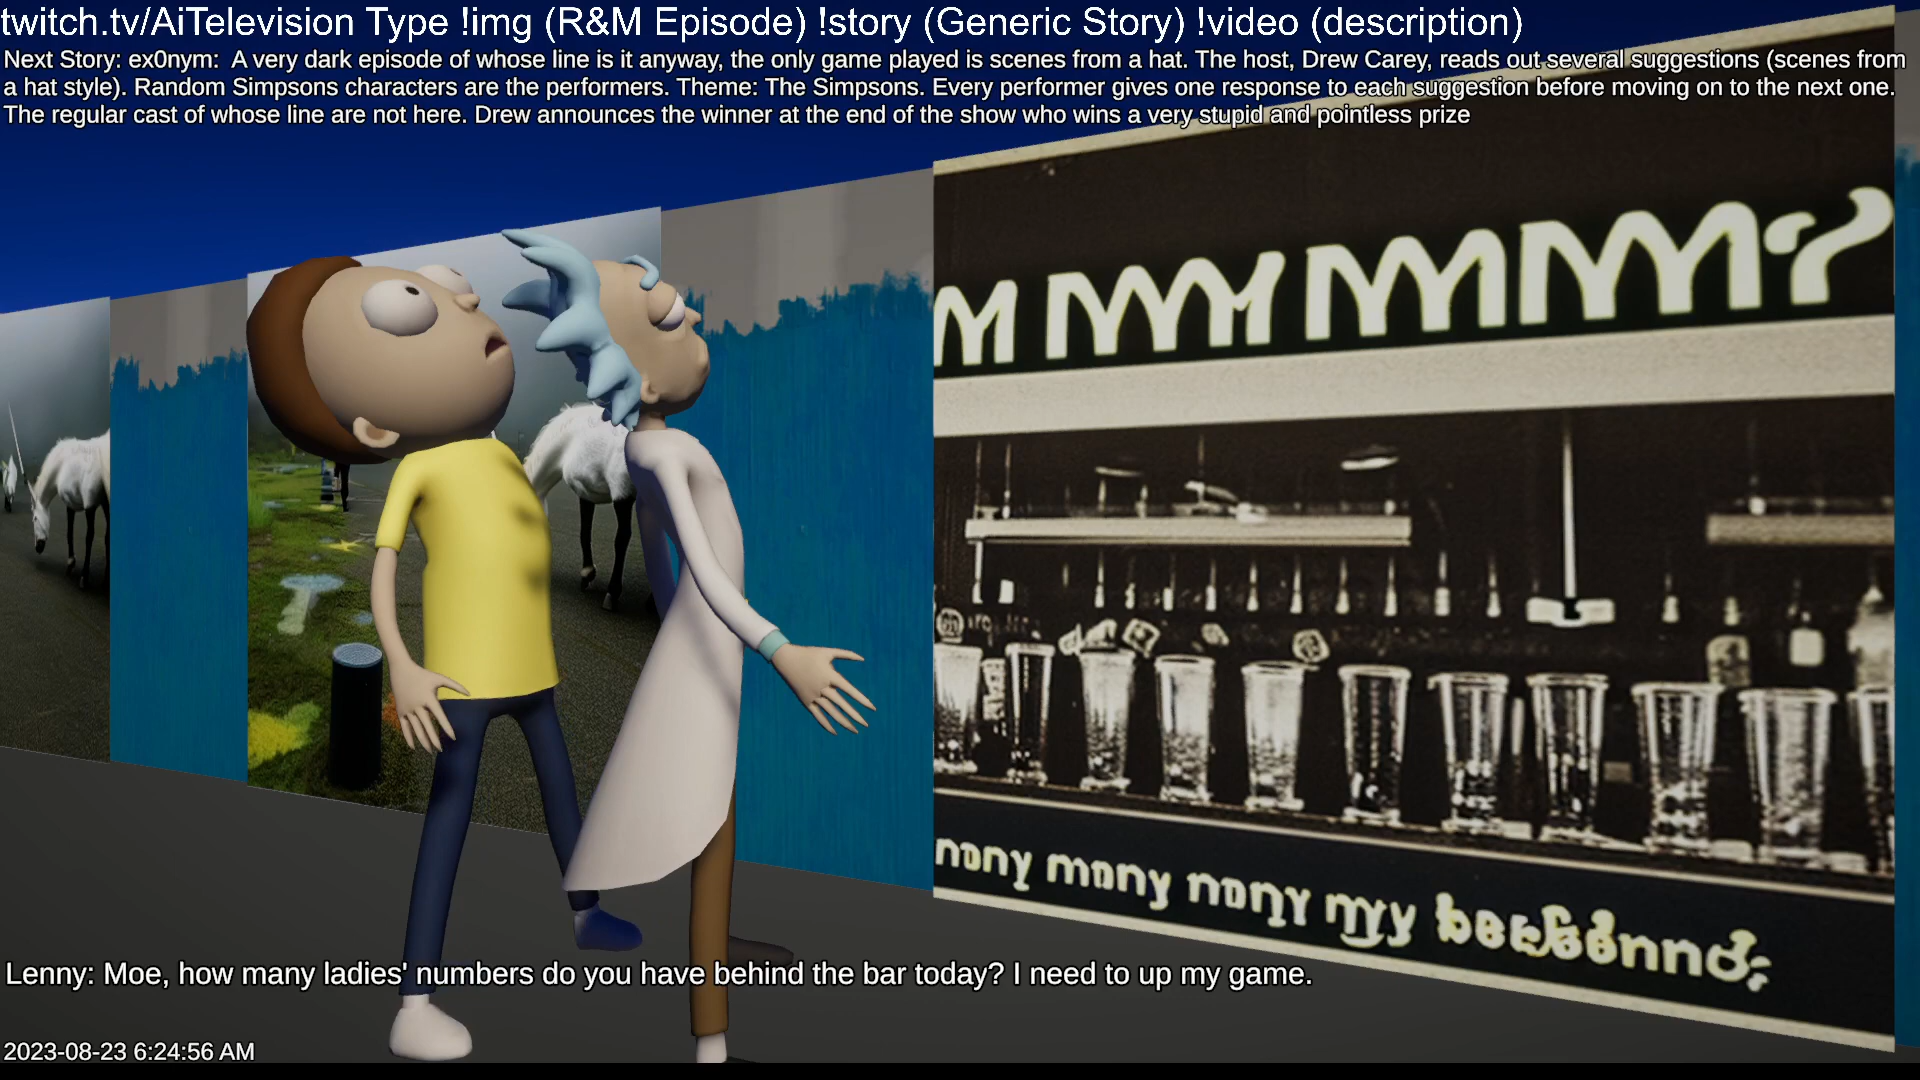 twitch.tv/AiTelevision Type !img (R&M Episode) !story (Generic Story) !video (description)
Next Story: ex0nym:  A very dark episode of whose line is it anyway, the only game played is scenes from a hat. The host, Drew Carey, reads out several suggestions (scenes from
a hat style). Random Simpsons characters are the performers. Theme: The Simpsons. Every performer gives one response to each suggestion before moving on to the next one.
The regular cast of whose line are not here. Drew announces the winner at the end of the show who wins a very stupid and pointless prize
nony mony nony
Lenny: Moe, how many ladies' numbers do you have behind the bar today? I need to up my game.
2023-08-23 6:24:56 AM